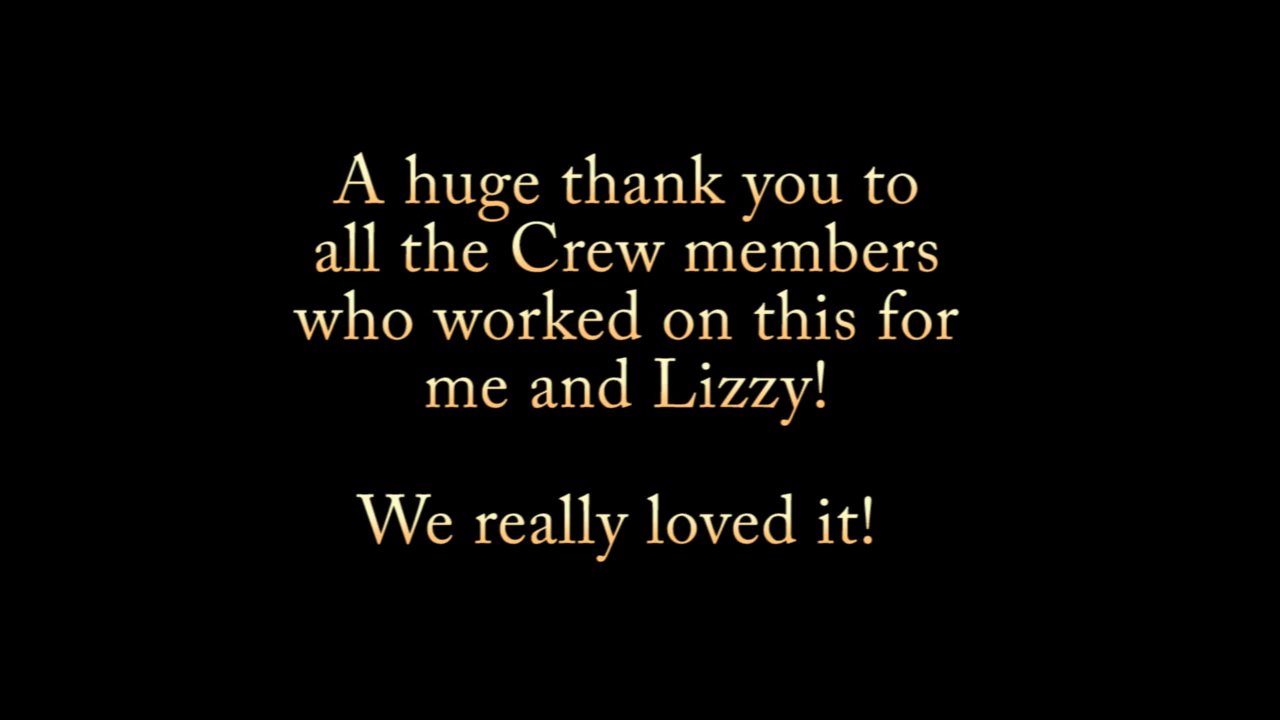 A huge thank you to
all the Crew members
who worked on this for
me and Lizzy!
We really loved it!